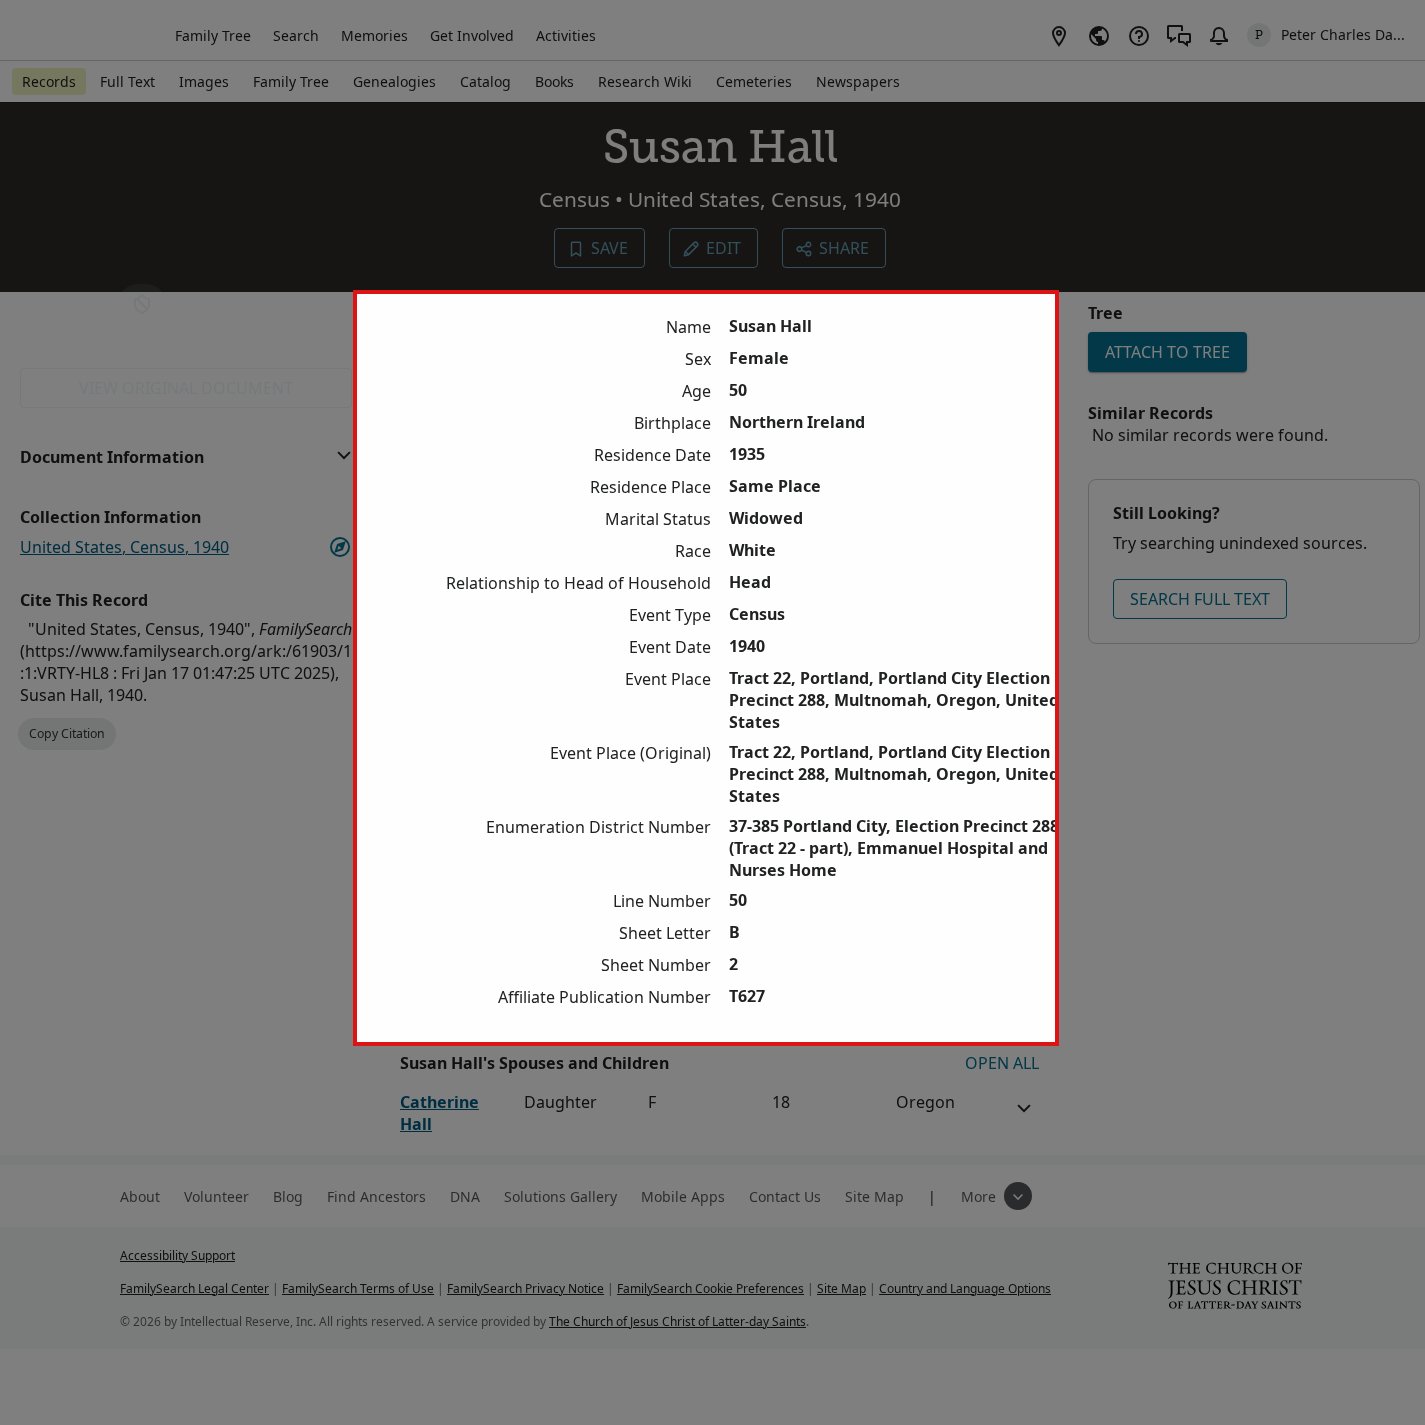 Family Tree Search Memories Get Involved Activities P Peter Charles Da...
Records Full Text Images Family Tree Genealogies Catalog Books Research Wiki Cemeteries Newspapers
Susan Hall
Census • United States, Census, 1940
SAVE EDIT SHARE
VIEW ORIGINAL DOCUMENT
Document Information
Collection Information
United States, Census, 1940
Cite This Record
"United States, Census, 1940", FamilySearch
(https://www.familysearch.org/ark:/61903/1
:1:VRTY-HL8 : Fri Jan 17 01:47:25 UTC 2025),
Susan Hall, 1940.
Copy Citation
Name Susan Hall
Sex Female
Age 50
Birthplace Northern Ireland
Residence Date 1935
Residence Place Same Place
Marital Status Widowed
Race White
Relationship to Head of Household Head
Event Type Census
Event Date 1940
Event Place Tract 22, Portland, Portland City Election
Precinct 288, Multnomah, Oregon, United
States
Event Place (Original) Tract 22, Portland, Portland City Election
Precinct 288, Multnomah, Oregon, United
States
Enumeration District Number 37-385 Portland City, Election Precinct 288
(Tract 22 - part), Emmanuel Hospital and
Nurses Home
Line Number 50
Sheet Letter B
Sheet Number 2
Affiliate Publication Number T627
Susan Hall's Spouses and Children OPEN ALL
Catherine Daughter F 18 Oregon
Hall
Tree
ATTACH TO TREE
Similar Records
No similar records were found.
Still Looking?
Try searching unindexed sources.
SEARCH FULL TEXT
About Volunteer Blog Find Ancestors DNA Solutions Gallery Mobile Apps Contact Us Site Map | More
Accessibility Support
FamilySearch Legal Center | FamilySearch Terms of Use | FamilySearch Privacy Notice | FamilySearch Cookie Preferences | Site Map | Country and Language Options
© 2026 by Intellectual Reserve, Inc. All rights reserved. A service provided by The Church of Jesus Christ of Latter-day Saints.
THE CHURCH OF
JESUS CHRIST
OF LATTER-DAY SAINTS